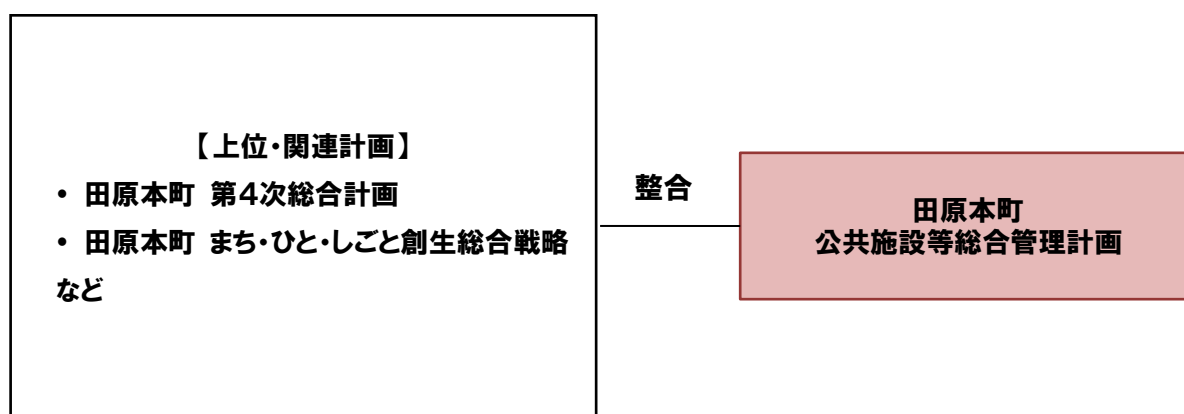 【上位・関連計画】
• 田原本町 第4次総合計画
• 田原本町 まち・ひと・しごと創生総合戦略
など
整合
田原本町
公共施設等総合管理計画